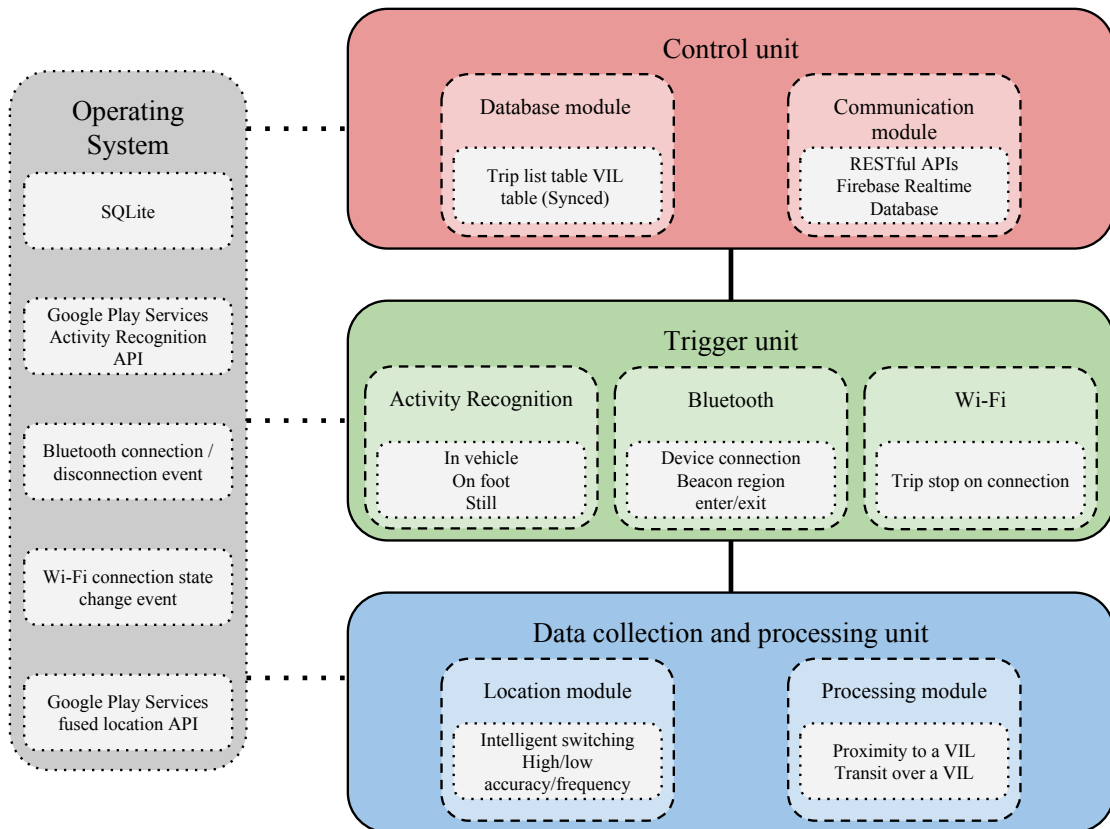 Operating
System
SQLite
Google Play Services
Activity Recognition
API
Bluetooth connection /
disconnection event
Wi-Fi connection state
change event
Google Play Services
fused location API
Control unit
Database module
Trip list table VIL
table (Synced)
Communication
module
RESTful APIs
Firebase Realtime
Database
Trigger unit
Activity Recognition
In vehicle
On foot
Still
Bluetooth
Device connection
Beacon region
enter/exit
Wi-Fi
Trip stop on connection
Data collection and processing unit
Location module
Intelligent switching
High/low
accuracy/frequency
Processing module
Proximity to a VIL
Transit over a VIL